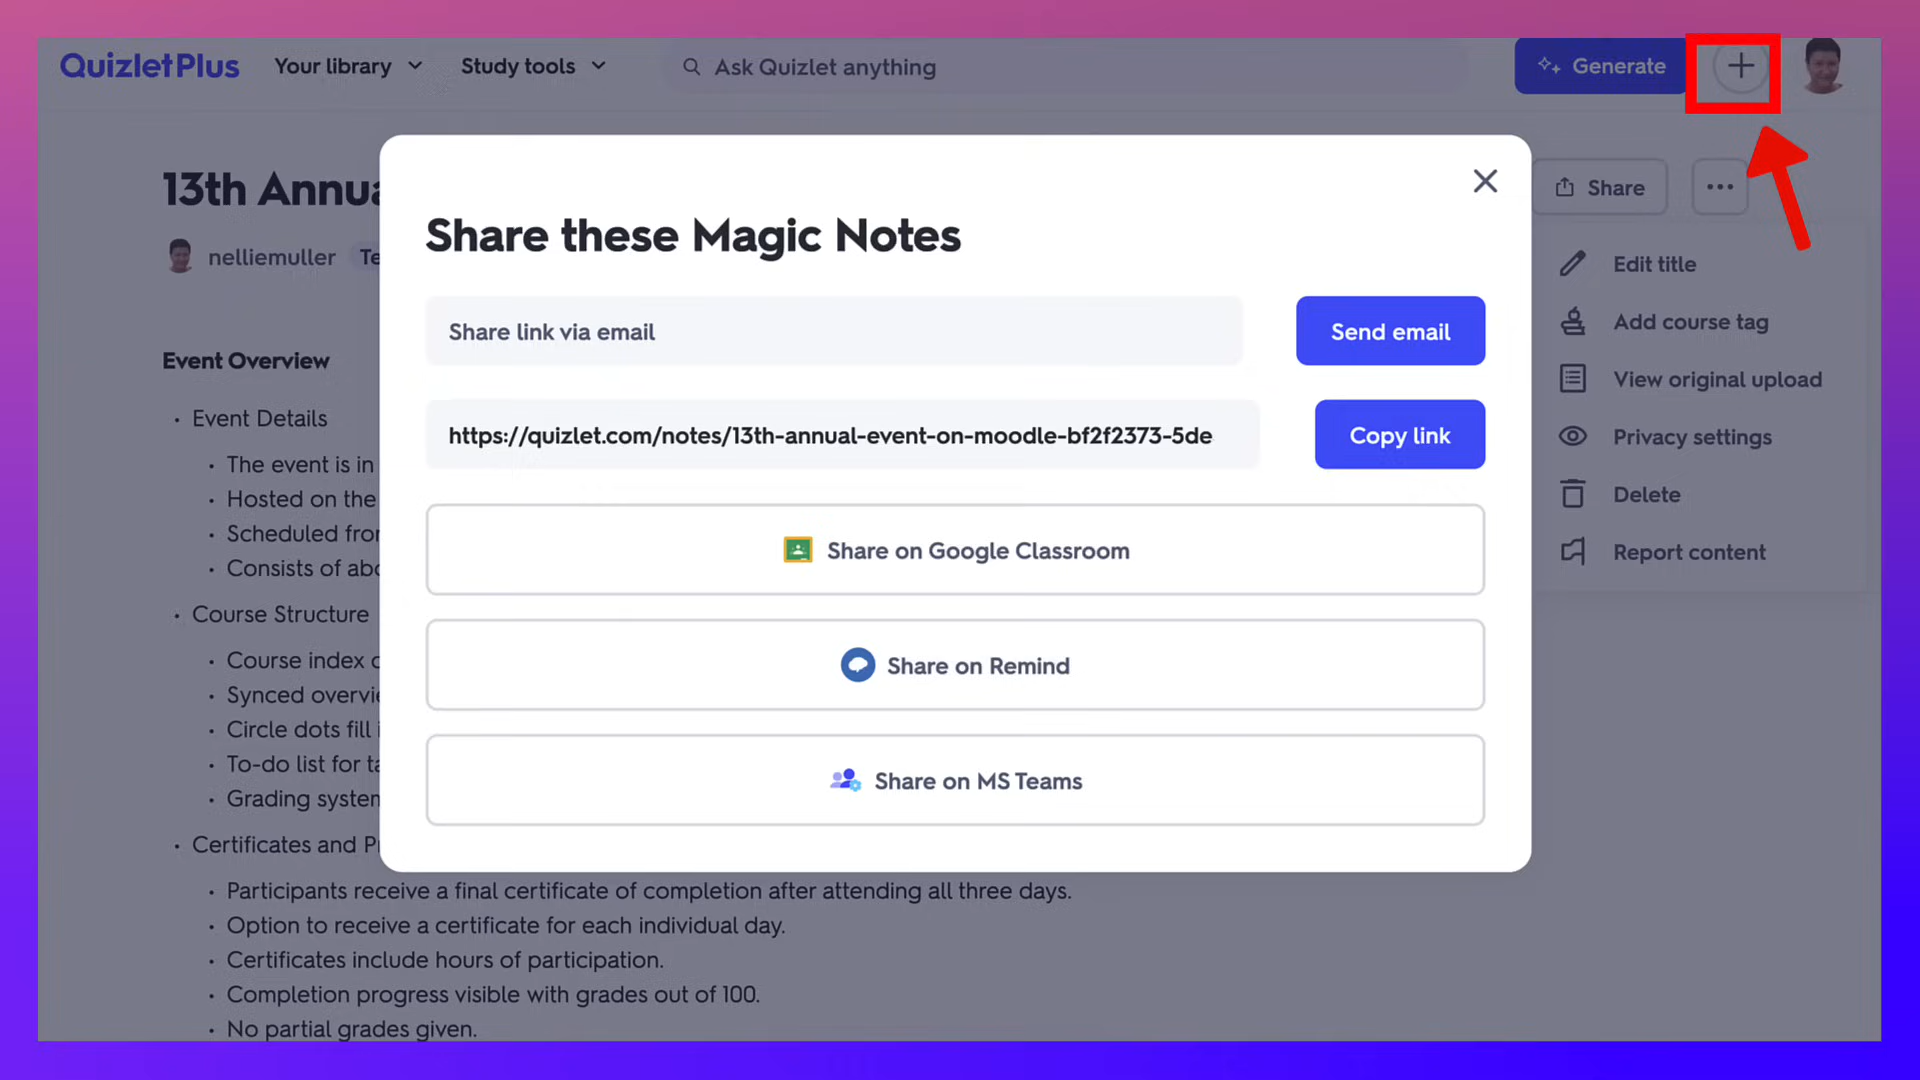 QuizletPlus Your library Study tools Ask Quizlet anything Generate
Share these Magic Notes
Share link via email
Send email
https://quizlet.com/notes/13th-annual-event-on-moodle-bf2f2373-5de
Copy link
Share on Google Classroom
Share on Remind
Share on MS Teams
13th
nelliemuller
Event Overview
• Event Details
• The event is in
• Hosted on the
• Scheduled
• Consists of
• Course Structure
• Course index
• Synced
• Circle dots fill
• To-do list for
• Grading system
• Certificates and
• Participants receive a final certificate of completion after attending all three days.
• Option to receive a certificate for each individual day.
• Certificates include hours of participation.
• Completion progress visible with grades out of 100.
• No partial grades given.
Share
Edit title
Add course tag
View original upload
Privacy settings
Delete
Report content